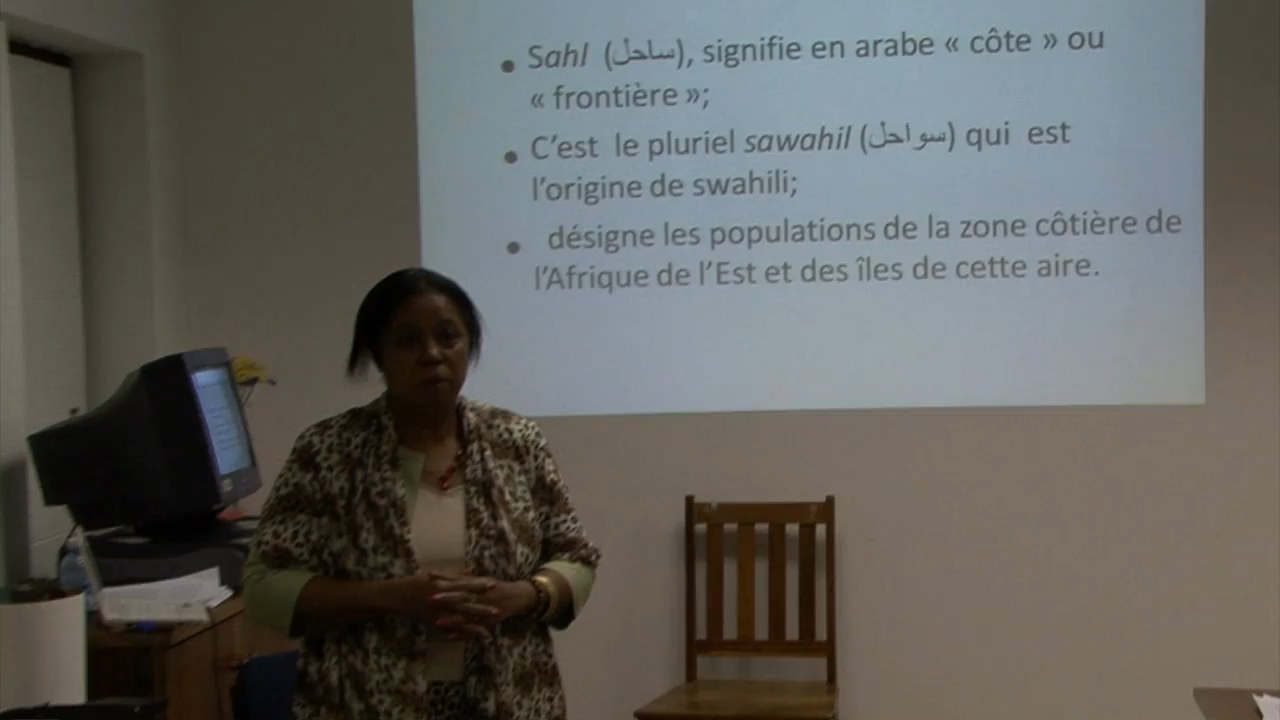 • Sahl (ساحل), signifie en arabe « côte » ou
« frontière »;
• C’est le pluriel sawahil (سواحل) qui est
l’origine de swahili;
• désigne les populations de la zone côtière de
l’Afrique de l’Est et des îles de cette aire.